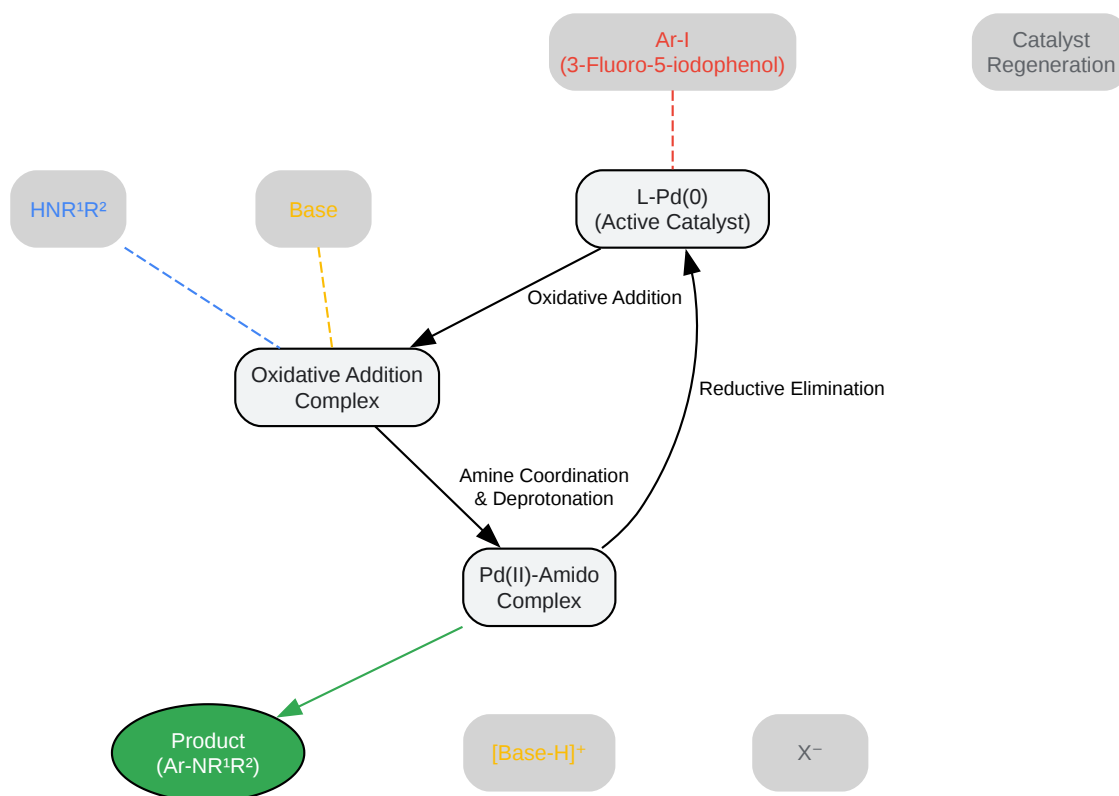 Ar-I
(3-Fluoro-5-iodophenol)
Catalyst
Regeneration
HNR¹R²
Base
L-Pd(0)
(Active Catalyst)
Oxidative Addition
Oxidative Addition
Complex
Reductive Elimination
Amine Coordination
& Deprotonation
Pd(II)-Amido
Complex
Product
(Ar-NR¹R²)
[Base-H]⁺
X⁻